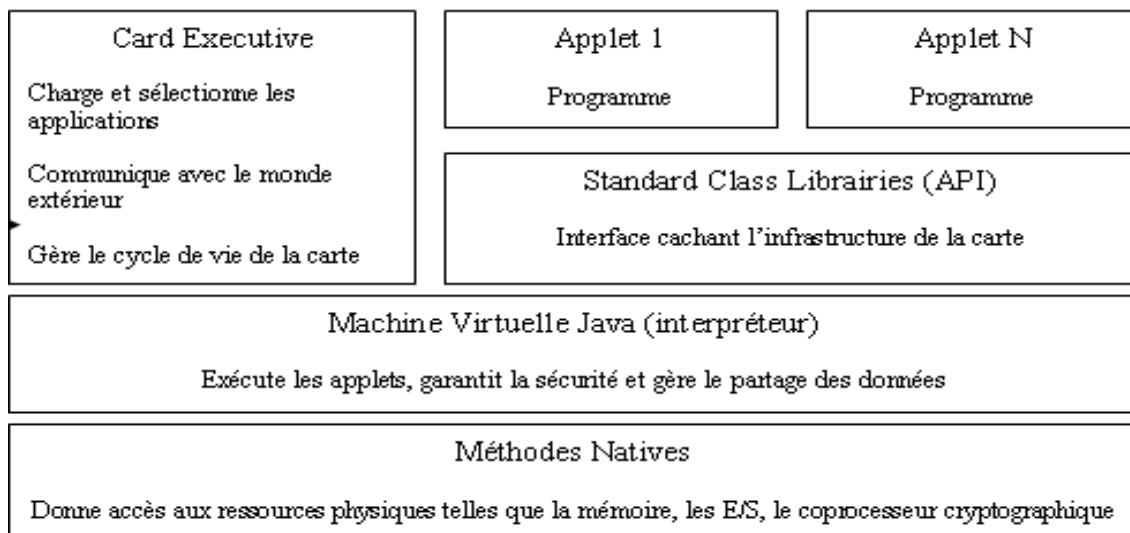 Card Executive
Charge et sélectionne les
applications
Communique avec le monde
extérieur
Gère le cycle de vie de la carte
Applet 1
Programme
Applet N
Programme
Standard Class Librairies (API)
Interface cachant l'infrastructure de la carte
Machine Virtuelle Java (interpréteur)
Exécute les applets, garantit la sécurité et gère le partage des données
Méthodes Natives
Donne accès aux ressources physiques telles que la mémoire, les E/S, le coprocesseur cryptographique